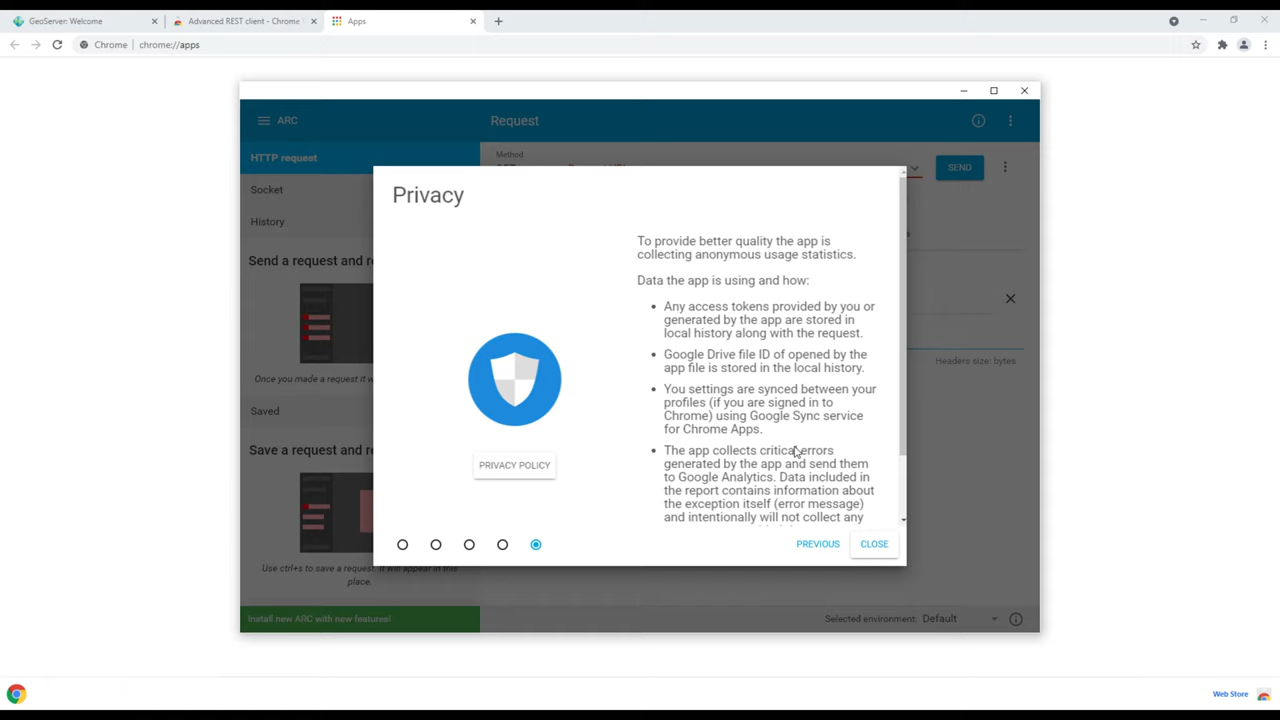 GeoServer: Welcome
Advanced REST client - Chrome
Apps
Chrome
chrome://apps
ARC
Request
HTTP request
Method
SEND
Socket
History
Privacy
To provide better quality the app is
collecting anonymous usage statistics.
Data the app is using and how:
Send a request and re
Any access tokens provided by you or
generated by the app are stored in
local history along with the request.
Google Drive file ID of opened by the
app file is stored in the local history.
Headers size: bytes
Once you made a request it w
You settings are synced between your
profiles (if you are signed in to
Chrome) using Google Sync service
for Chrome Apps.
Saved
Save a request and re
The app collects critical errors
generated by the app and send them
to Google Analytics. Data included in
the report contains information about
the exception itself (error message)
and intentionally will not collect any
PRIVACY POLICY
PREVIOUS
CLOSE
Use ctrl+s to save a request. It will appear in this
place.
Install new ARC with new features!
Selected environment: Default
Web Store